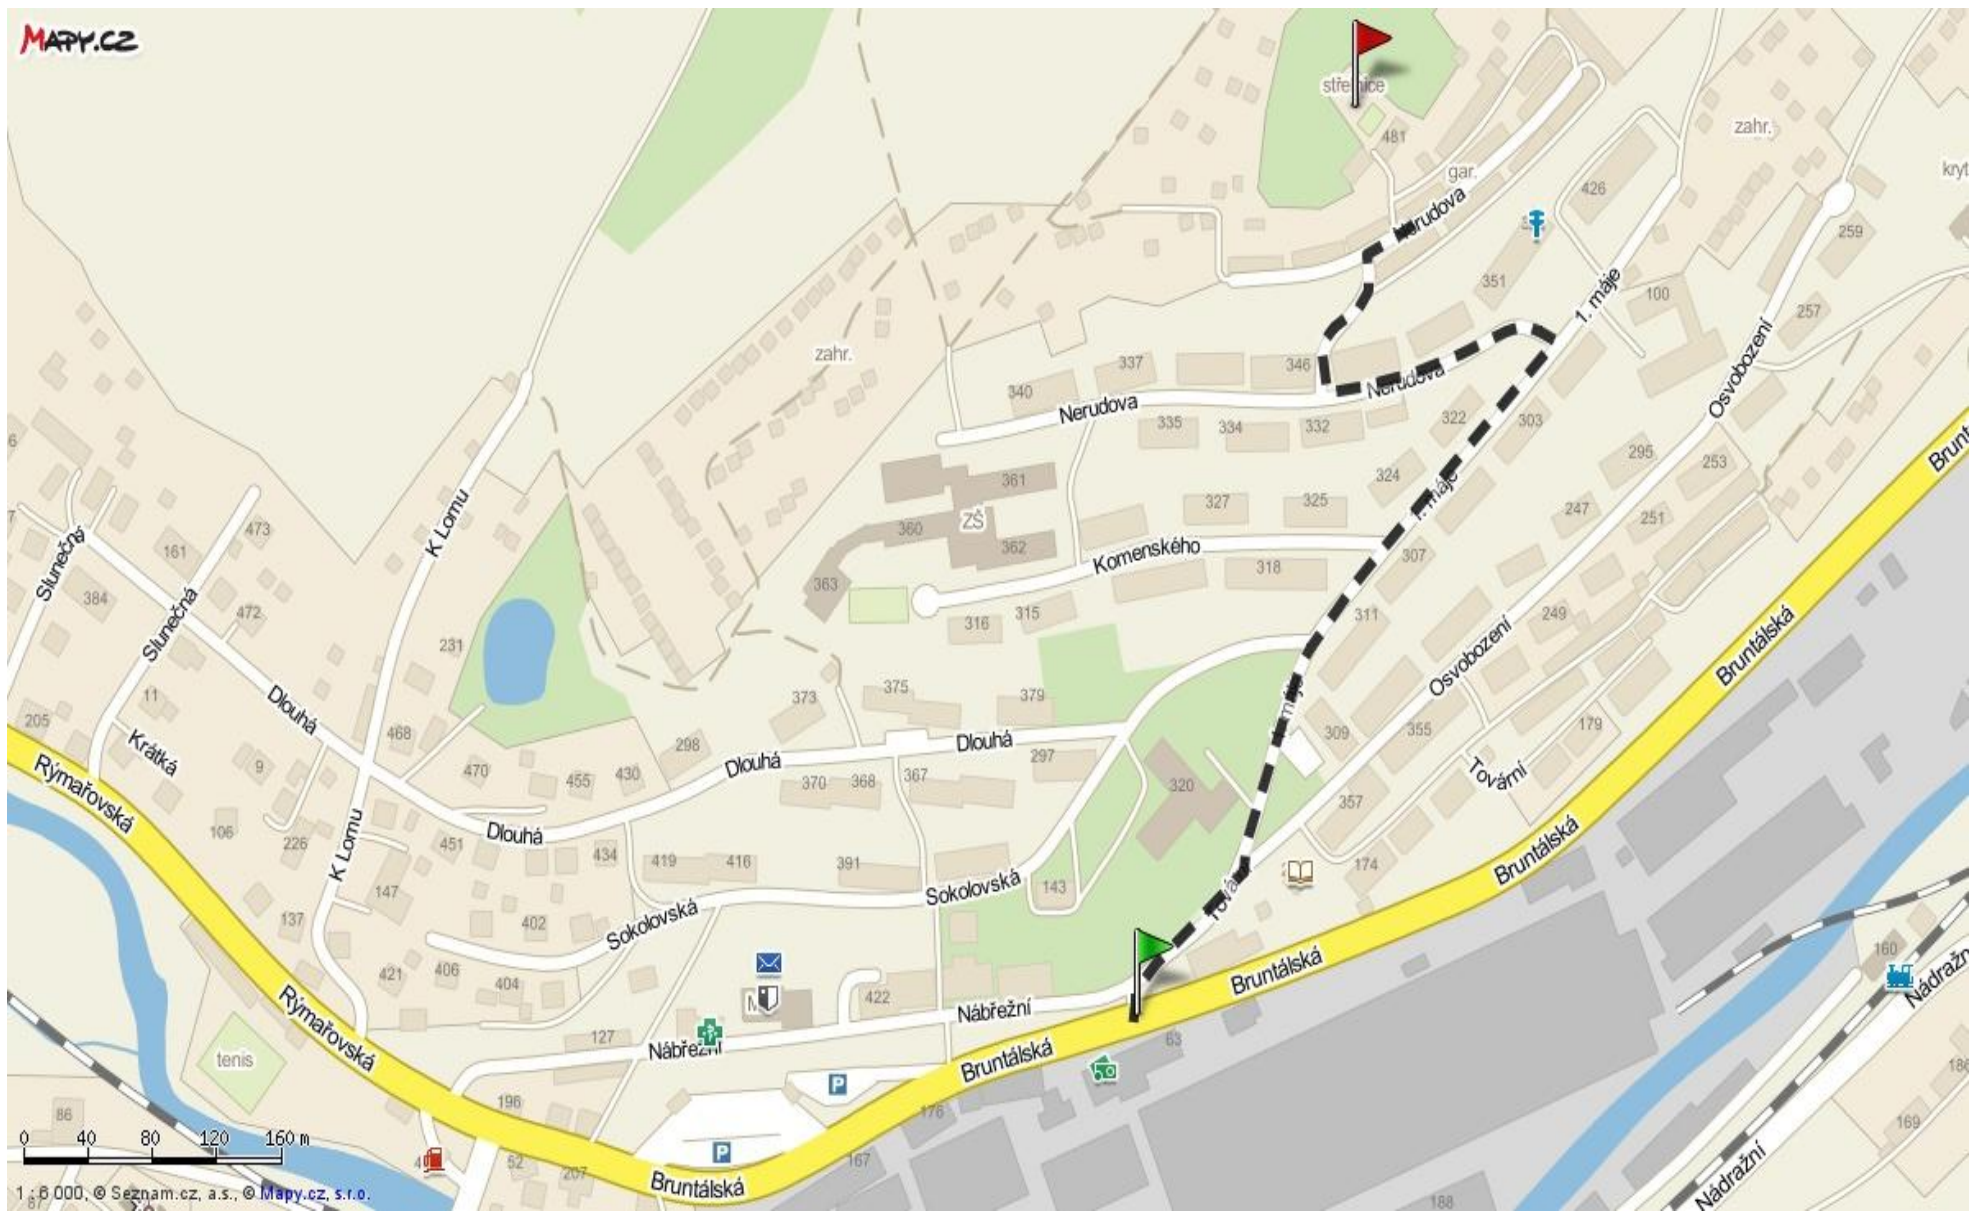 MAPY.CZ
střelnice
481
zahr.
gar.
426
Nerudova
259
351
100
1. máje
257
337
346
340
Nerudova
Nerudova
Osvobození
zahr.
335
334
332
322
303
295
253
324
361
327
325
1. máje
247
251
473
161
K Lomu
360
ZŠ
362
Komenského
307
Slunečná
384
363
318
Slunečná
472
316
315
311
249
231
Osvobození
Bruntálská
Bruntálská
11
205
Dlouhá
373
375
379
Krátká
468
298
Dlouhá
309
355
179
9
470
455
430
Dlouhá
370
368
367
297
320
Tovární
357
Rýmařovská
106
226
K Lomu
451
Dlouhá
434
419
416
391
174
Bruntálská
147
Sokolovská
143
137
402
Sokolovská
421
406
404
422
Bruntálská
160
Nádražní
Rýmařovská
127
Nábřežní
Nábřežní
63
Bruntálská
tenis
P
196
176
86
169
P
52
207
167
Bruntálská
Nádražní
188
87
0 40 80 120 160 m
1 : 6 000, © Seznam.cz, a.s., © Mapy.cz, s.r.o.